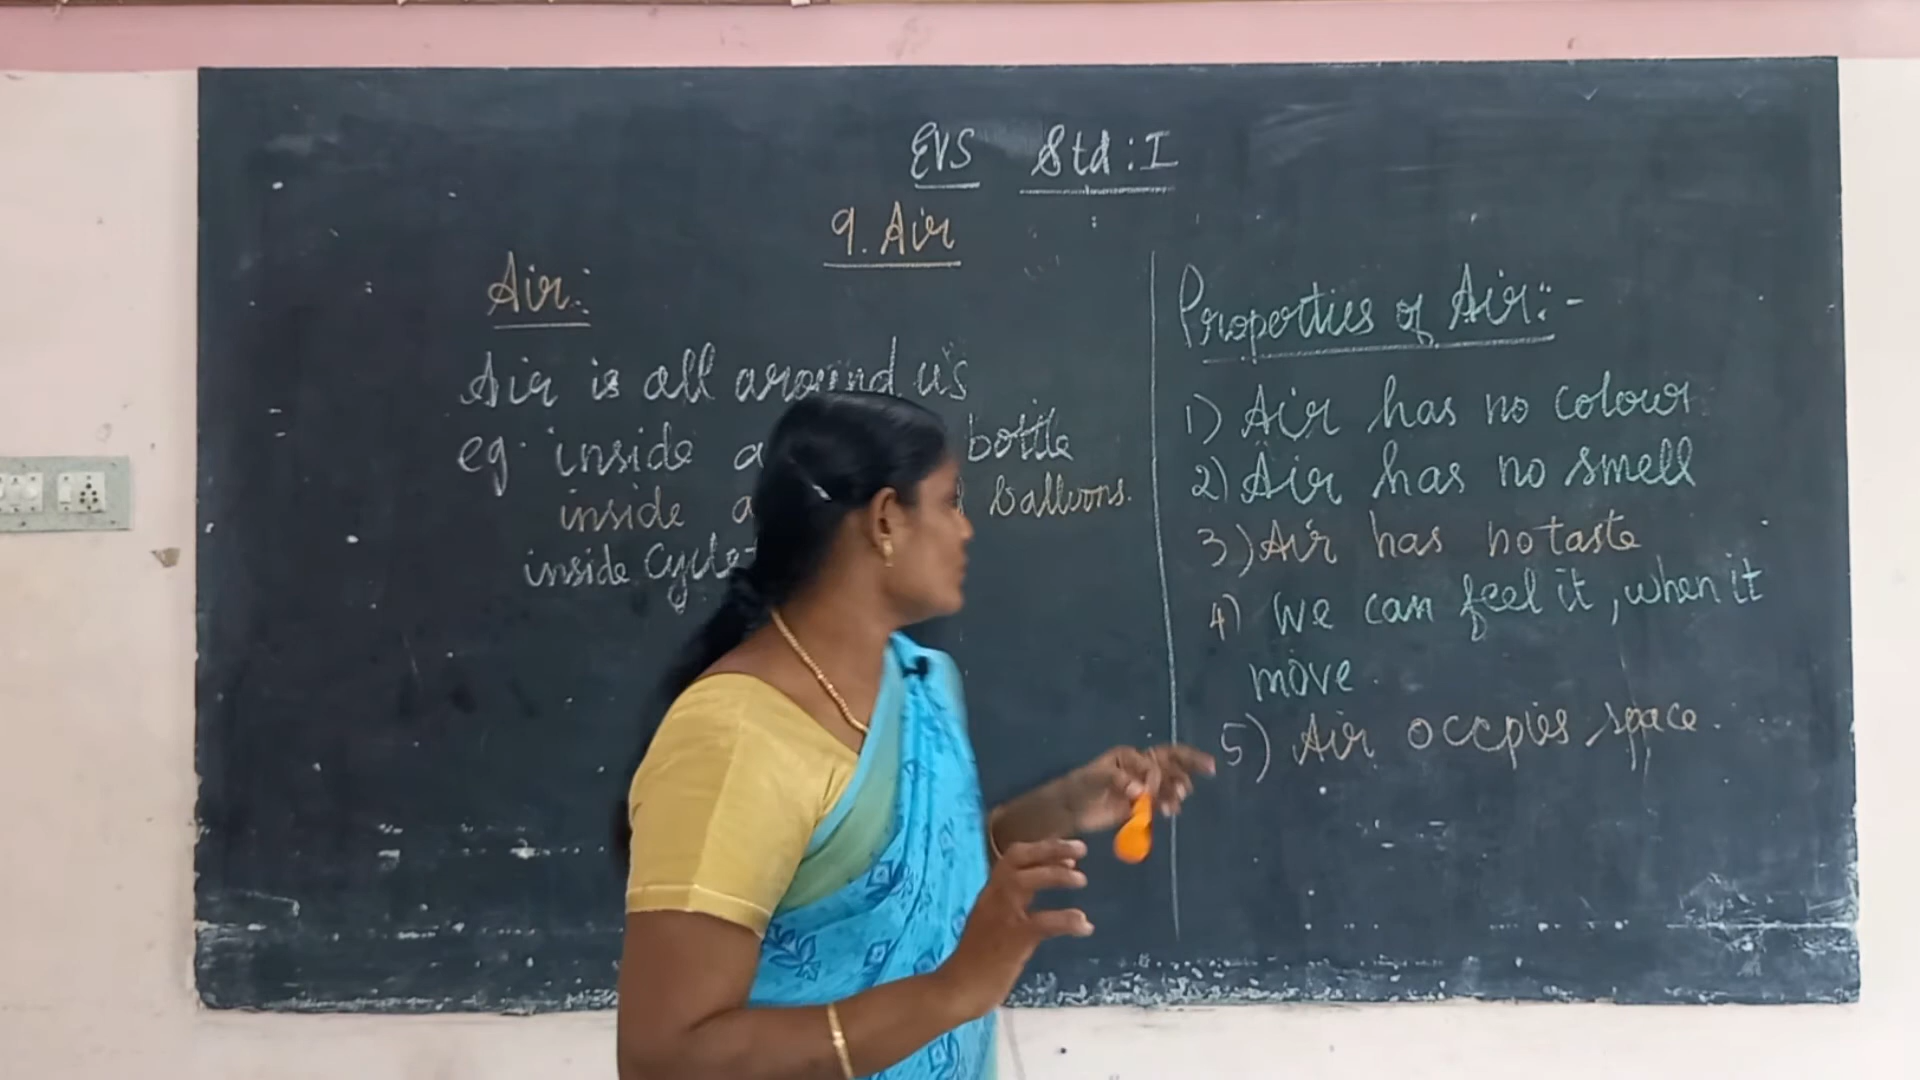 EVS Std : I
9. Air
Air:
Air is all around us
eg. inside a bottle
inside a balloons.
inside Cycle
Properties of Air:-
1) Air has no colour
2) Air has no smell
3) Air has no taste
4) We can feel it, when it
move.
5) Air occpies space.